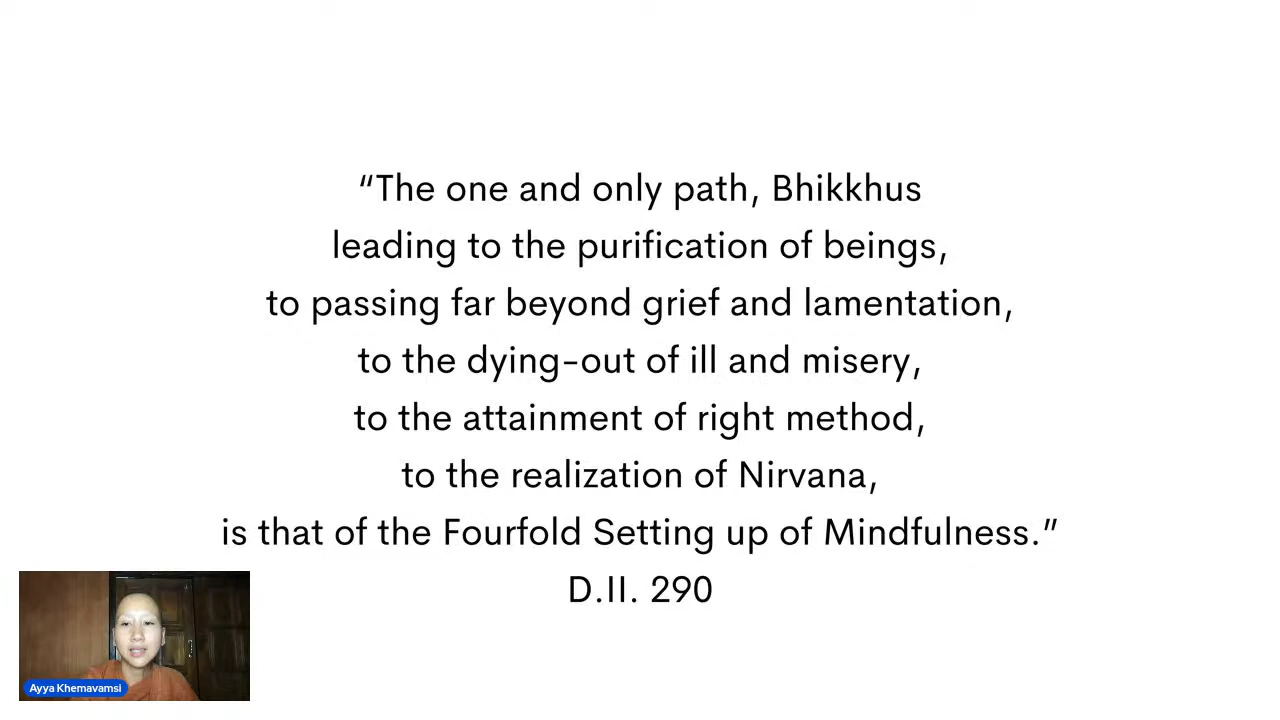 “The one and only path, Bhikkhus
leading to the purification of beings,
to passing far beyond grief and lamentation,
to the dying-out of ill and misery,
to the attainment of right method,
to the realization of Nirvana,
is that of the Fourfold Setting up of Mindfulness.”
D.II. 290
Ayya Khemavamsi